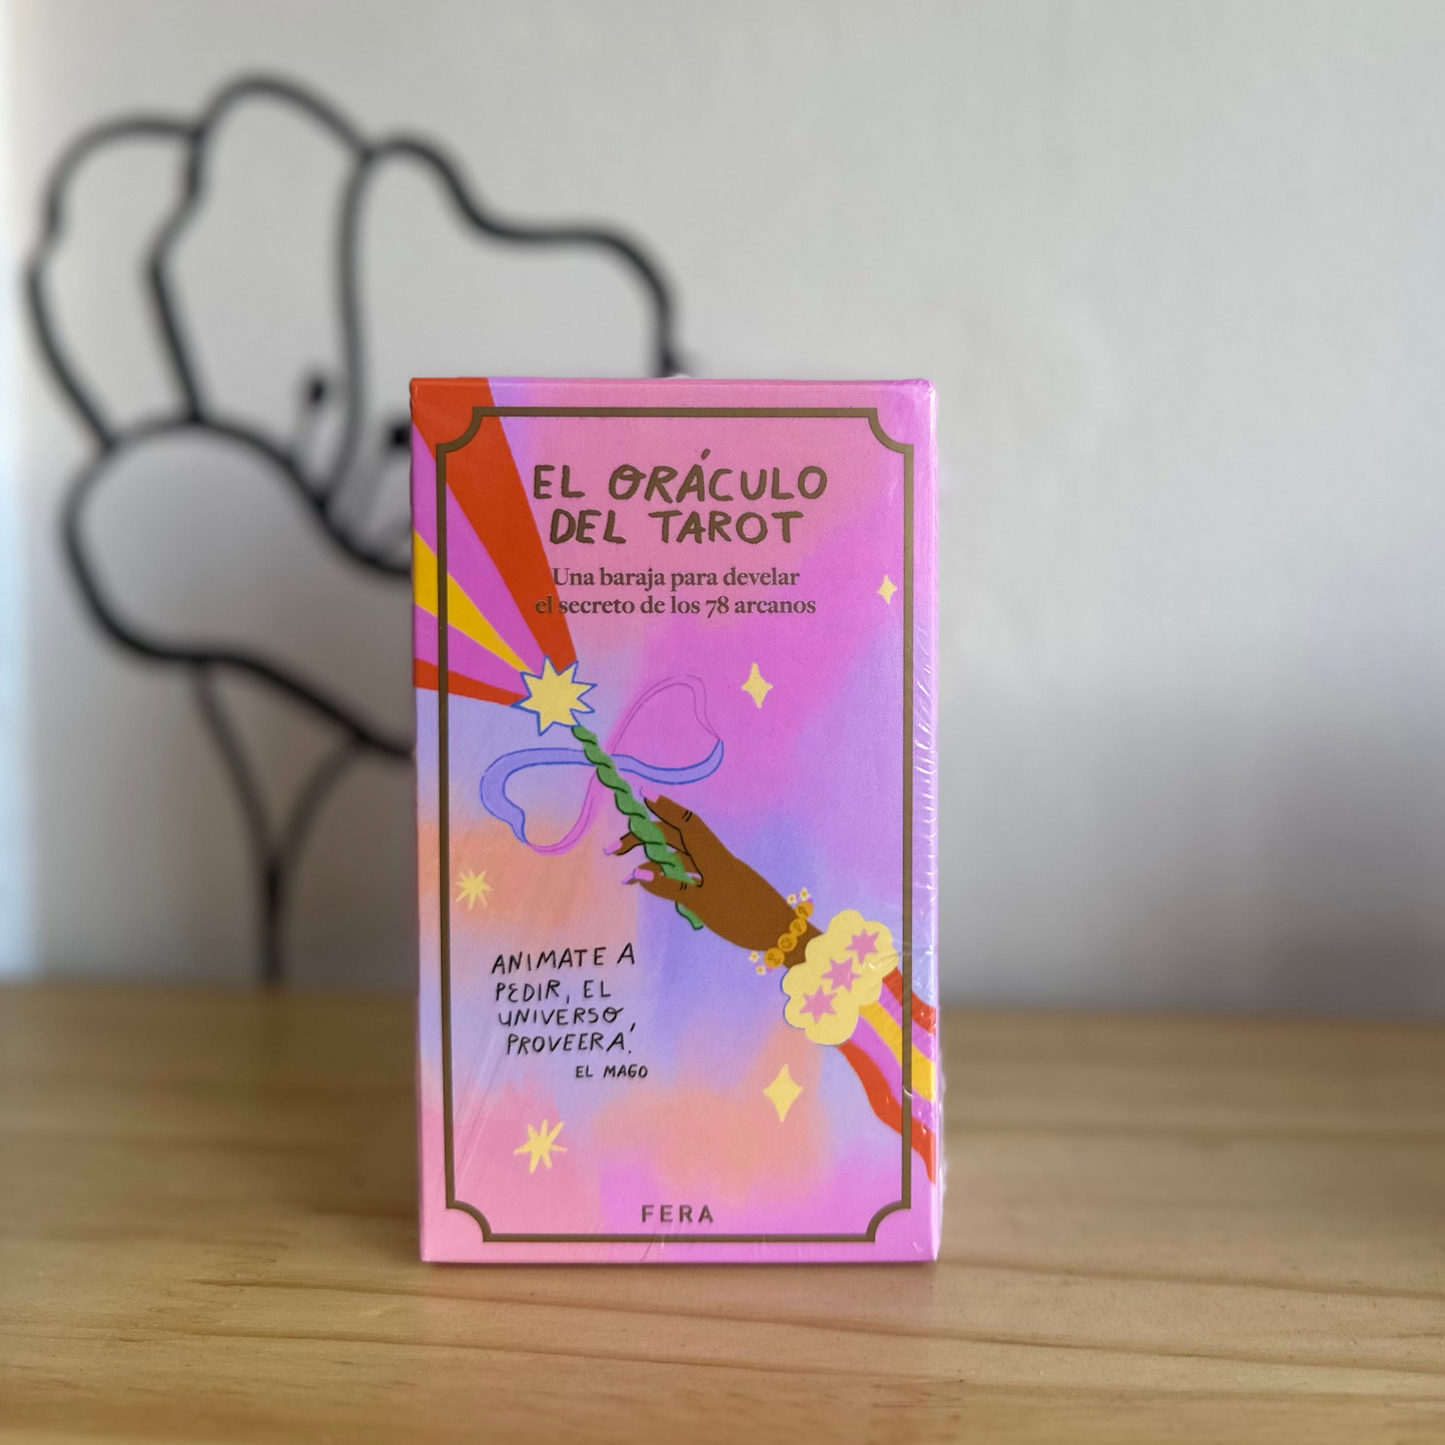 EL ORÁCULO
DEL TAROT
Una baraja para develar
el secreto de los 78 arcanos
ANIMATE A
PEDIR, EL
UNIVERSO,
PROVEERA.
EL MAGO
FERA